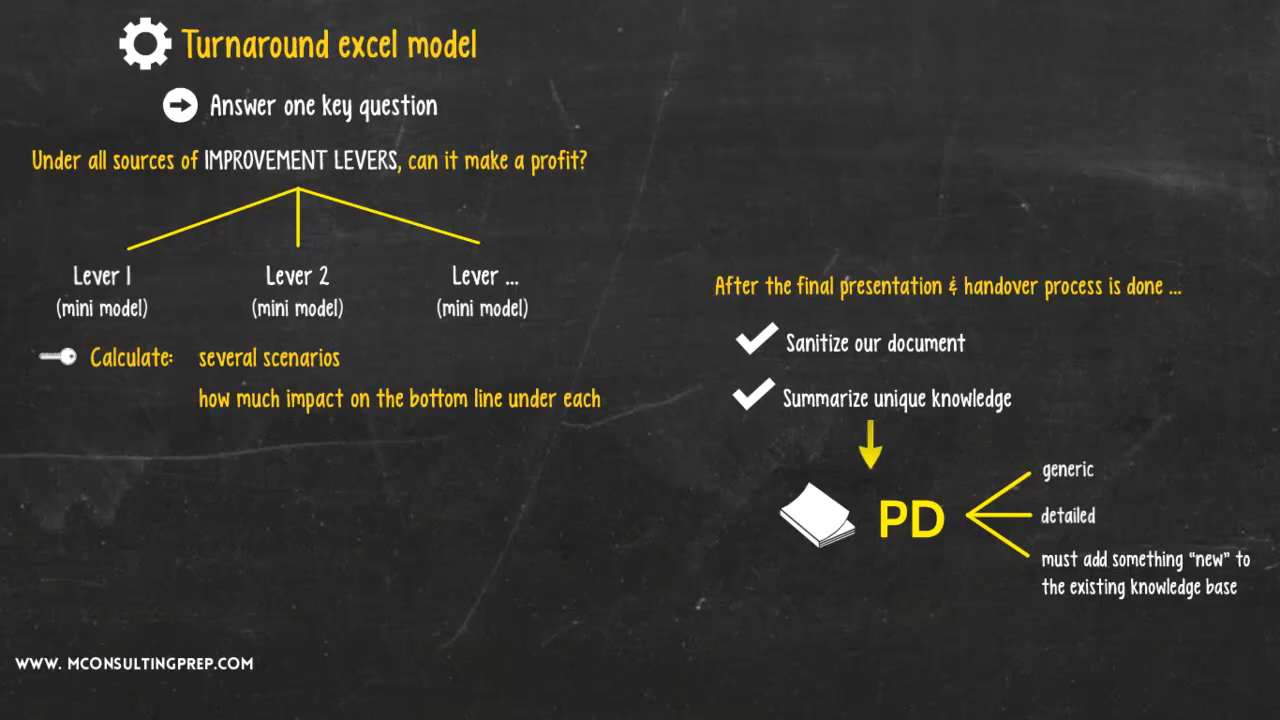 Turnaround excel model
Answer one key question
Under all sources of IMPROVEMENT LEVERS, can it make a profit?
Lever 1
(mini model)
Lever 2
(mini model)
Lever ...
(mini model)
Calculate: several scenarios
how much impact on the bottom line under each
After the final presentation & handover process is done ...
Sanitize our document
Summarize unique knowledge
PD
generic
detailed
must add something "new" to
the existing knowledge base
WWW. MCONSULTINGPREP.COM